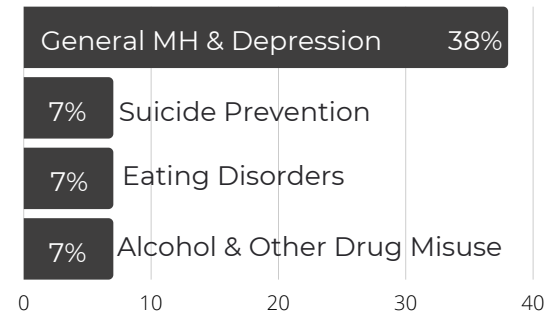 General MH & Depression 38%
7% Suicide Prevention
7% Eating Disorders
7% Alcohol & Other Drug Misuse
0 10 20 30 40